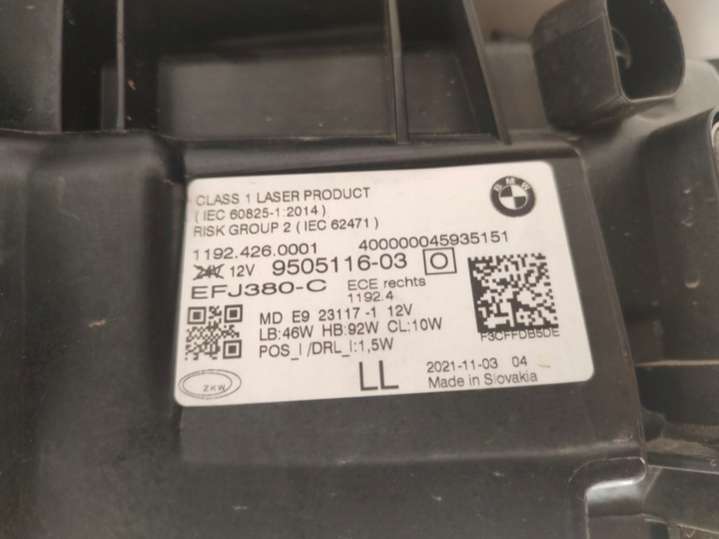 CLASS 1 LASER PRODUCT
( IEC 60825-1:2014 )
RISK GROUP 2 ( IEC 62471 )
BMW
1192.426.0001 400000045935151
24V 12V 9505116-03
EFJ380-C ECE rechts
1192.4
MD E9 23117 -1 12V
LB:46W HB:92W CL:10W
POS_I /DRL_I:1,5W
F3CFFDB5DE
ZKW
LL
2021-11-03 04
Made in Slovakia